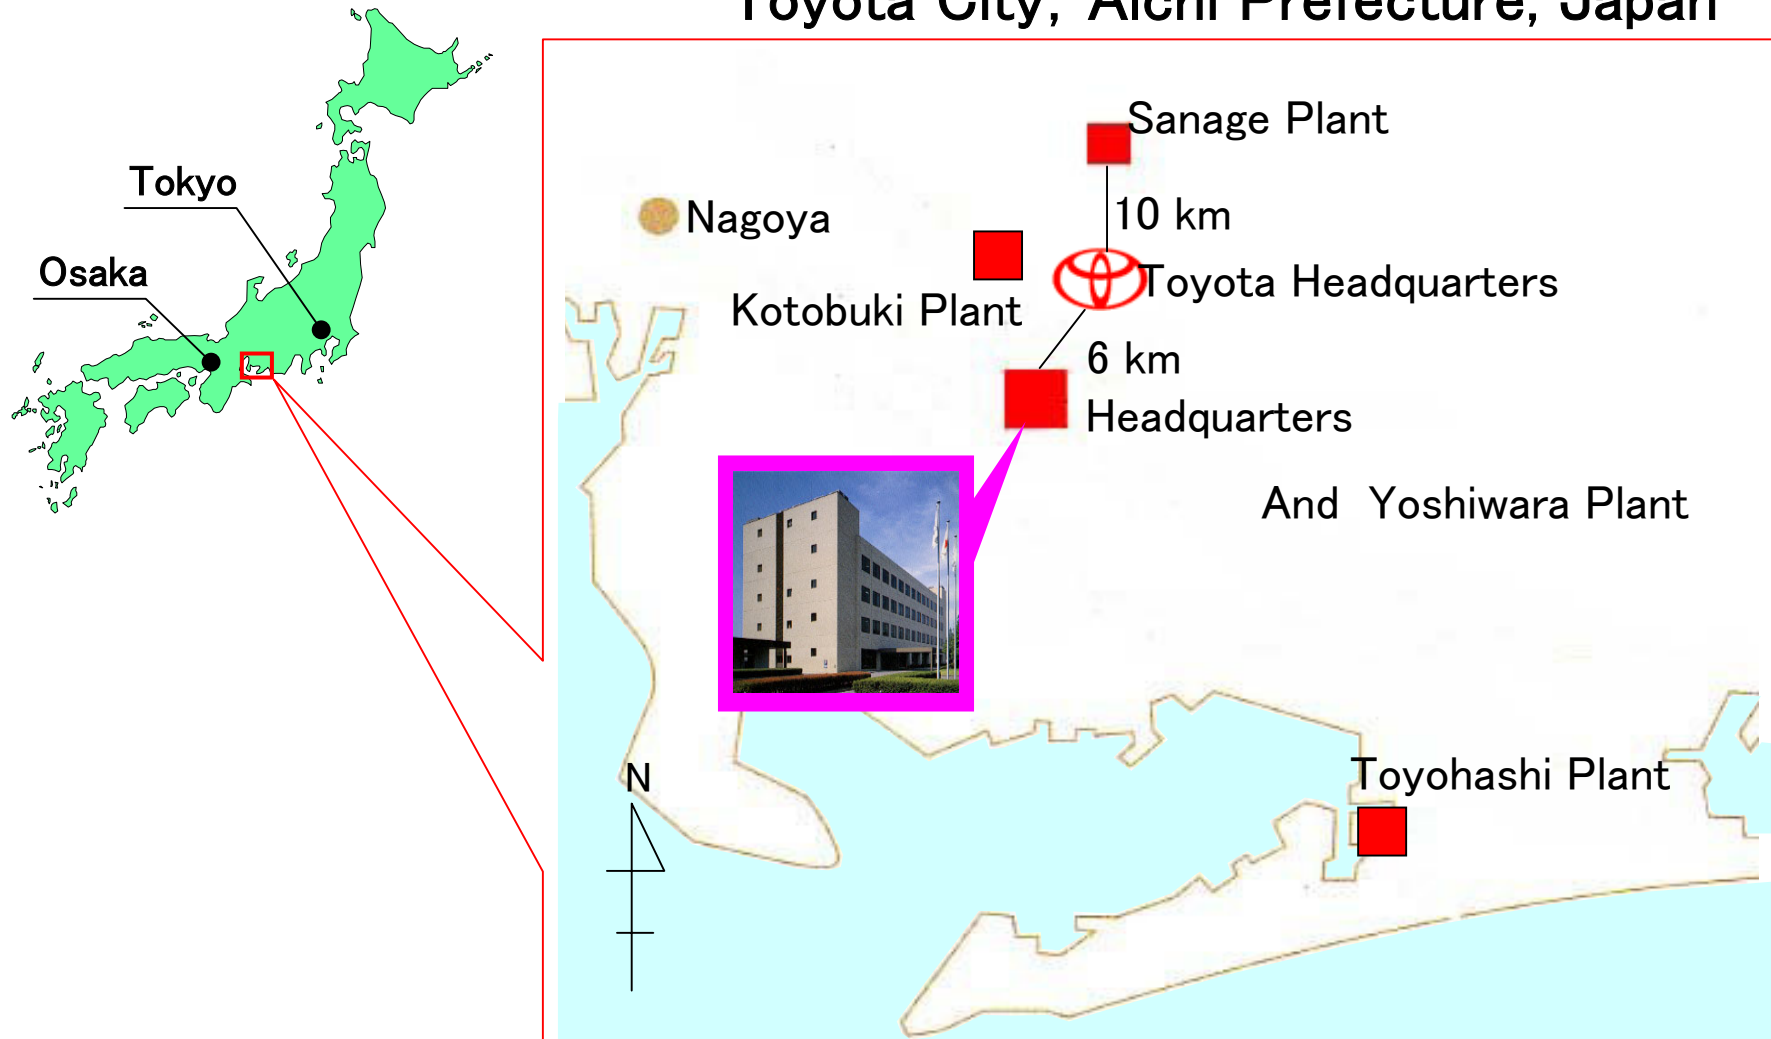 Toyota City, Aichi Prefecture, Japan
Tokyo
Osaka
Sanage Plant
10 km
Nagoya
Toyota Headquarters
Kotobuki Plant
6 km
Headquarters
And Yoshiwara Plant
Toyohashi Plant
N